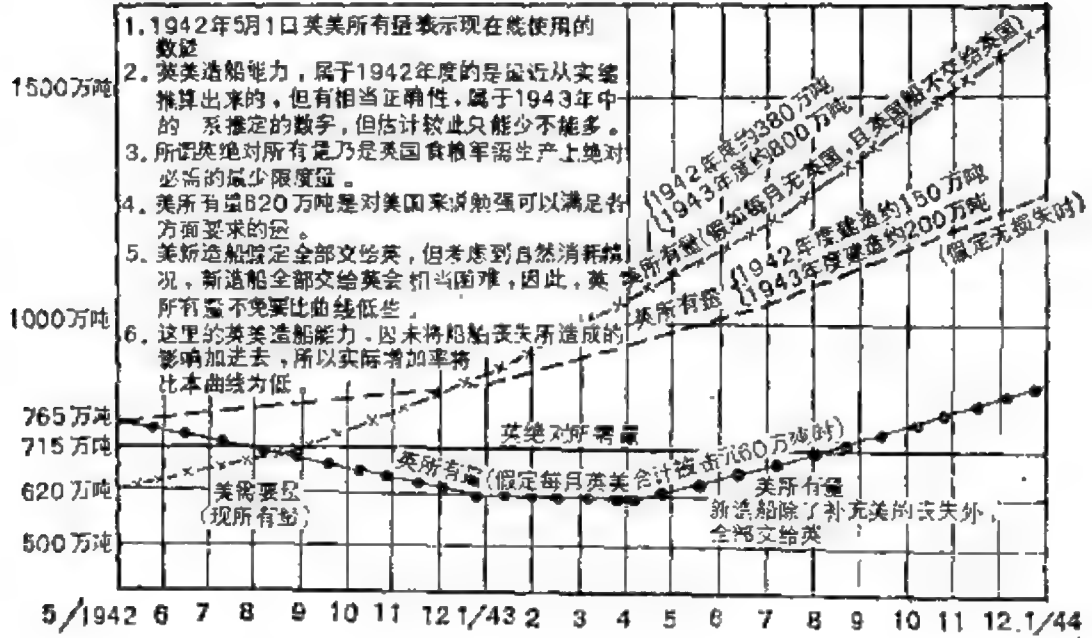 1. 1942年5月1日英美所有量表示现在能使用的
数量
2. 英美造船能力，属于1942年度的是最近从实绩
推算出来的，但有相当正确性，属于1943年中
的 系推定的数字，但估计较此只能少不能多。
3. 所谓英绝对所有量乃是英国食粮军需生产上绝对
必需的最少限度量。
4. 美所有量620万吨是对美国来说勉强可以满足各
方面要求的量。
5. 美新造船假定全部交给英，但考虑到自然消耗情
况，新造船全部交给英会相当困难，因此，英
所有量不免要比曲线低些。
6. 这里的英美造船能力，因未将船舶丧失所造成的
影响加进去，所以实际增加率将
比本曲线为低。
1500万吨
1000万吨
765万吨
715万吨
620万吨
500万吨
{1942年度约380万吨
{1943年度约800万吨
美所有量(假如每月无英国，且英国船不交给英国)
英所有量
{1942年度建造约150万吨
{1943年度建造约200万吨
(假定无损失时)
英绝对所需量
英所有量(假定每月英美合计被击沉60万吨时)
美需要量
(现所有量)
美所有量
新造船除了补充美的丧失外，
全部交给英
5/1942 6 7 8 9 10 11 12 1/43 2 3 4 5 6 7 8 9 10 11 12 1/44